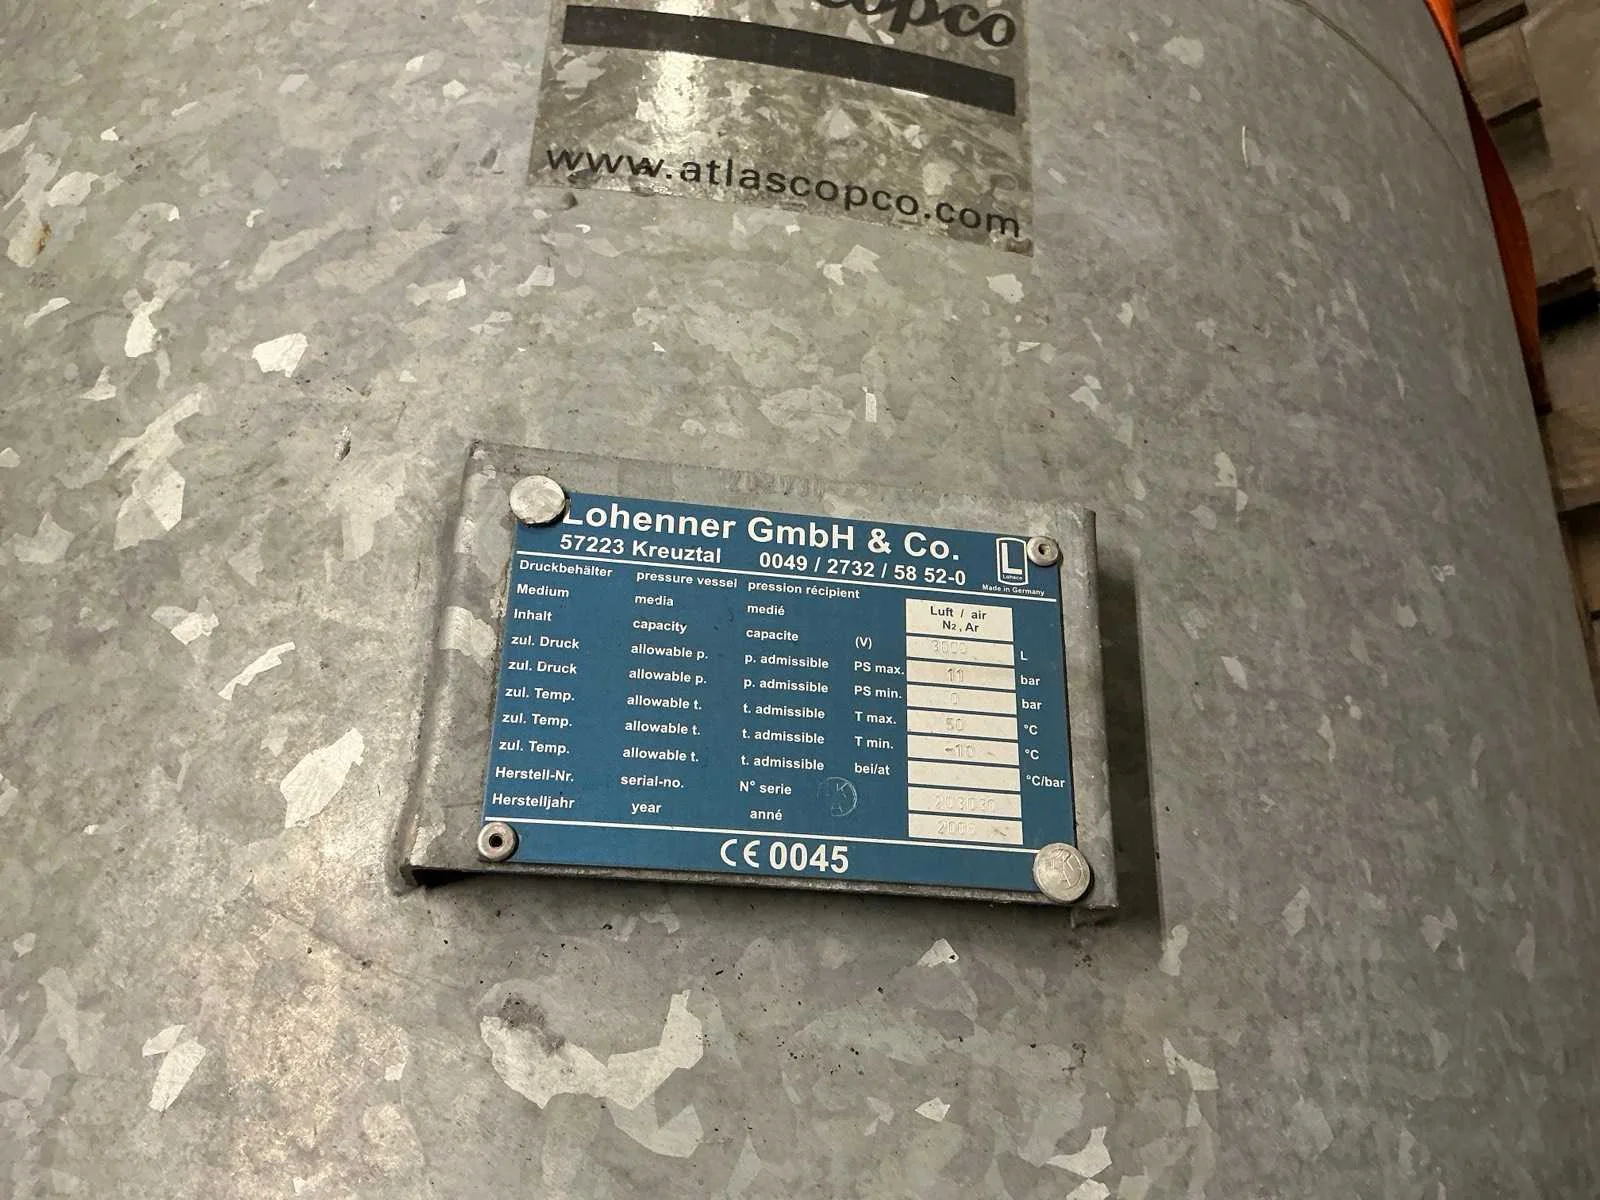 copco
www.atlascopco.com
Lohenner GmbH & Co.
57223 Kreuztal 0049 / 2732 / 58 52-0
L
Lohenco
Made in Germany
Druckbehälter pressure vessel pression récipient
Medium media medié Luft / air N₂, Ar
Inhalt capacity capacite (V) 3000 L
zul. Druck allowable p. p. admissible PS max. 11 bar
zul. Druck allowable p. p. admissible PS min. 0 bar
zul. Temp. allowable t. t. admissible T max. 50 °C
zul. Temp. allowable t. t. admissible T min. -10 °C
zul. Temp. allowable t. t. admissible bei/at °C/bar
Herstell-Nr. serial-no. N° serie 203030
Herstelljahr year anné
CE 0045